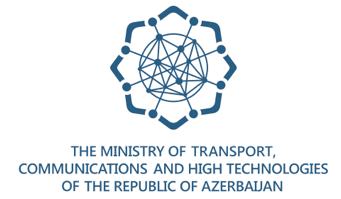 THE MINISTRY OF TRANSPORT,
COMMUNICATIONS AND HIGH TECHNOLOGIES
OF THE REPUBLIC OF AZERBAIJAN